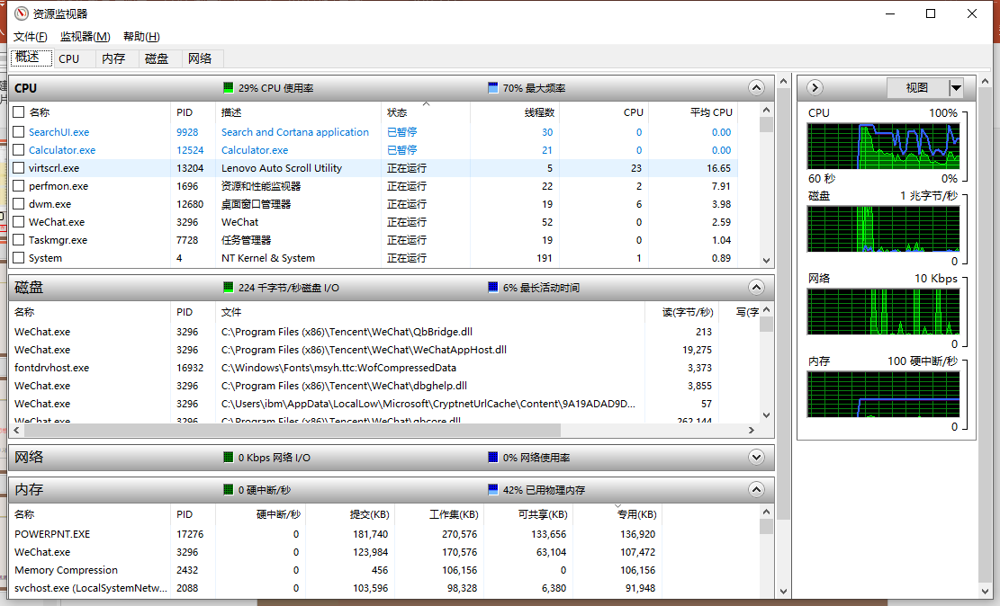 资源监视器
文件(F) 监视器(M) 帮助(H)
概述 CPU 内存 磁盘 网络
CPU 29% CPU 使用率 70% 最大频率
名称 PID 描述 状态 线程数 CPU 平均 CPU
SearchUI.exe 9928 Search and Cortana application 已暂停 30 0 0.00
Calculator.exe 12524 Calculator.exe 已暂停 21 0 0.00
virtscrl.exe 13204 Lenovo Auto Scroll Utility 正在运行 5 23 16.65
perfmon.exe 1696 资源和性能监视器 正在运行 22 2 7.91
dwm.exe 12680 桌面窗口管理器 正在运行 19 6 3.98
WeChat.exe 3296 WeChat 正在运行 52 0 2.59
Taskmgr.exe 7728 任务管理器 正在运行 19 0 1.04
System 4 NT Kernel & System 正在运行 191 1 0.89
磁盘 224 千字节/秒磁盘 I/O 6% 最长活动时间
名称 PID 文件 读(字节/秒) 写(字
WeChat.exe 3296 C:\Program Files (x86)\Tencent\WeChat\QbBridge.dll 213
WeChat.exe 3296 C:\Program Files (x86)\Tencent\WeChat\WeChatAppHost.dll 19,275
fontdrvhost.exe 16932 C:\Windows\Fonts\msyh.ttc:WofCompressedData 3,373
WeChat.exe 3296 C:\Program Files (x86)\Tencent\WeChat\dbghelp.dll 3,855
WeChat.exe 3296 C:\Users\ibm\AppData\LocalLow\Microsoft\CryptnetUrlCache\Content\9A19ADAD9D... 57
WeChat.exe 3296 C:\Program Files (x86)\Tencent\WeChat\qbcore.dll 262,144
网络 0 Kbps 网络 I/O 0% 网络使用率
内存 0 硬中断/秒 42% 已用物理内存
名称 PID 硬中断/秒 提交(KB) 工作集(KB) 可共享(KB) 专用(KB)
POWERPNT.EXE 17276 0 181,740 270,576 133,656 136,920
WeChat.exe 3296 0 123,984 170,576 63,104 107,472
Memory Compression 2432 0 456 106,156 0 106,156
svchost.exe (LocalSystemNetw... 2088 0 103,596 98,328 6,380 91,948
视图
CPU 100%
60 秒 0%
磁盘 1 兆字节/秒
0
网络 10 Kbps
0
内存 100 硬中断/秒
0